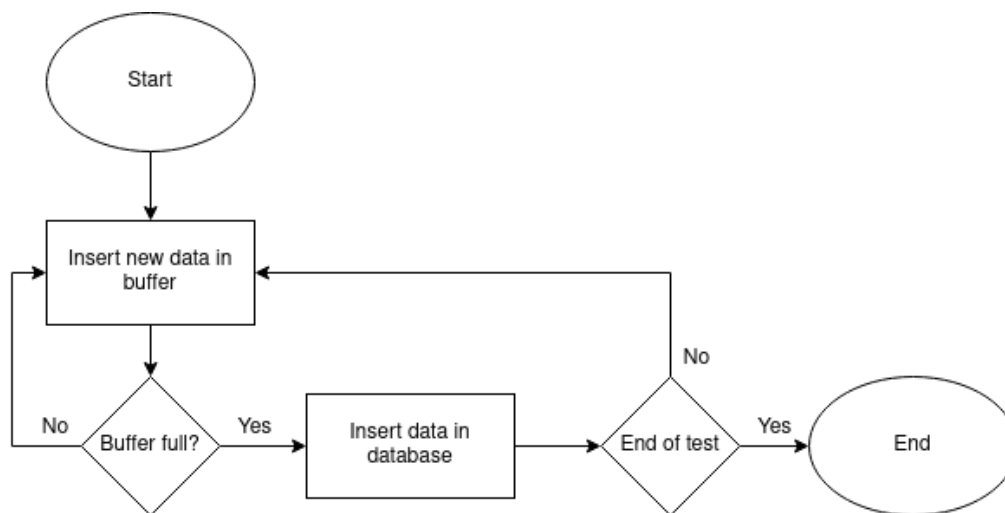 Start
Insert new data in
buffer
No
No
Buffer full?
Yes
Insert data in
database
End of test
Yes
End